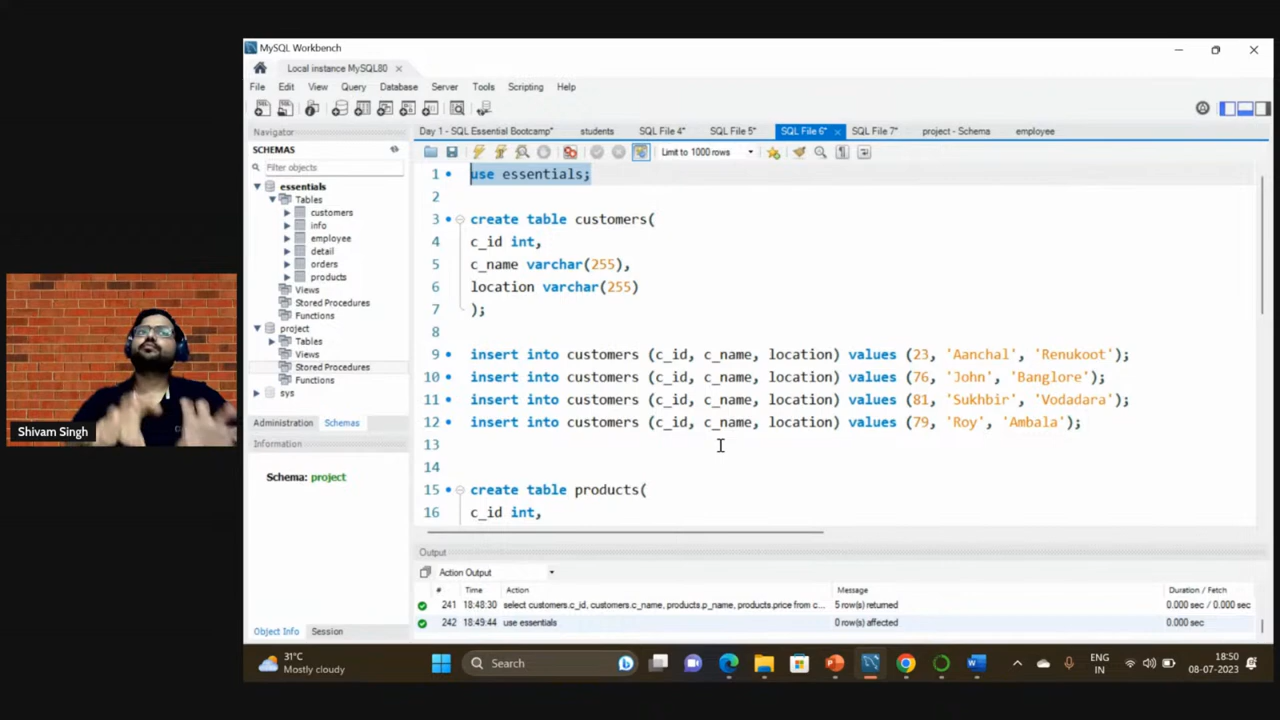 MySQL Workbench
Local instance MySQL80 ×
File Edit View Query Database Server Tools Scripting Help
Navigator
SCHEMAS
Filter objects
essentials
Tables
customers
info
employee
detail
orders
products
Views
Stored Procedures
Functions
project
Tables
Views
Stored Procedures
Functions
sys
Administration Schemas
Schema: project
Object Info Session
Day 1 - SQL Essential Bootcamp* students SQL File 4* SQL File 5* SQL File 6* × SQL File 7* project - Schema employee
Limit to 1000 rows
1 use essentials;
2
3 create table customers(
4 c_id int,
5 c_name varchar(255),
6 location varchar(255)
7 );
8
9 insert into customers (c_id, c_name, location) values (23, 'Aanchal', 'Renukoot');
10 insert into customers (c_id, c_name, location) values (76, 'John', 'Banglore');
11 insert into customers (c_id, c_name, location) values (81, 'Sukhbir', 'Vodadara');
12 insert into customers (c_id, c_name, location) values (79, 'Roy', 'Ambala');
13
14
15 create table products(
16 c_id int,
Output
Action Output
# Time Action Message Duration / Fetch
241 18:48:30 select customers.c_id, customers.c_name, products.p_name, products.price from c... 5 row(s) returned 0.000 sec / 0.000 sec
242 18:49:44 use essentials 0 row(s) affected 0.000 sec
Shivam Singh
31°C
Mostly cloudy
Search
ENG
IN
18:50
08-07-2023